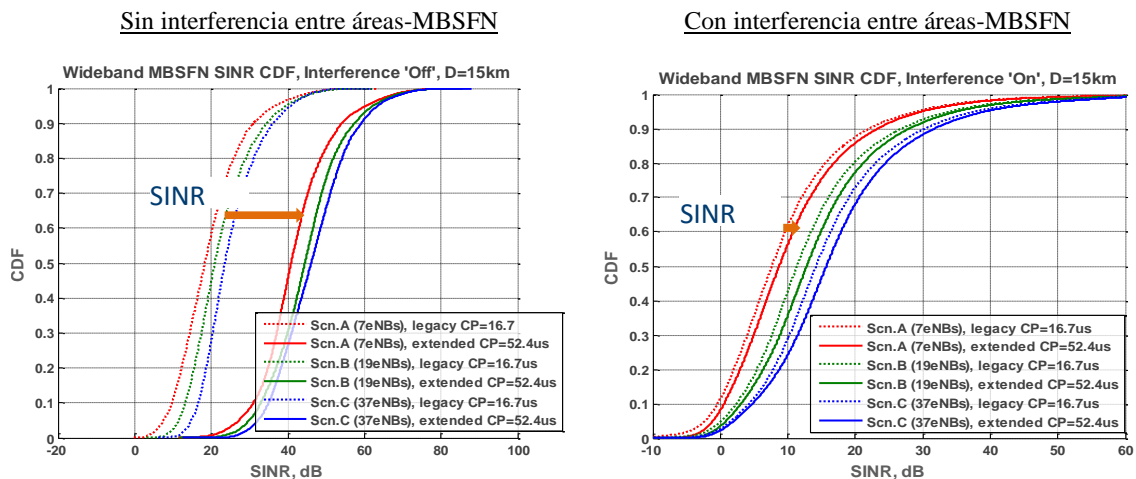 Sin interferencia entre áreas-MBSFN
Wideband MBSFN SINR CDF, Interference 'Off', D=15km
1
0.9
0.8
0.7
0.6
0.5
0.4
0.3
0.2
0.1
0
CDF
SINR
Scn.A (7eNBs), legacy CP=16.7
Scn.A (7eNBs), extended CP=52.4us
Scn.B (19eNBs), legacy CP=16.7us
Scn.B (19eNBs), extended CP=52.4us
Scn.C (37eNBs), legacy CP=16.7us
Scn.C (37eNBs), extended CP=52.4us
-20 0 20 40 60 80 100
SINR, dB
Con interferencia entre áreas-MBSFN
Wideband MBSFN SINR CDF, Interference 'On', D=15km
1
0.9
0.8
0.7
0.6
0.5
0.4
0.3
0.2
0.1
0
CDF
SINR
Scn.A (7eNBs), legacy CP=16.7us
Scn.A (7eNBs), extended CP=52.4us
Scn.B (19eNBs), legacy CP=16.7us
Scn.B (19eNBs), extended CP=52.4us
Scn.C (37eNBs), legacy CP=16.7us
Scn.C (37eNBs), extended CP=52.4us
-10 0 10 20 30 40 50 60
SINR, dB